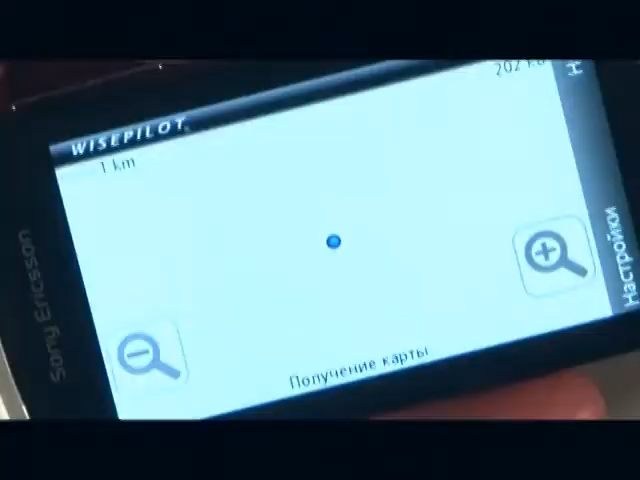 WISEPILOT
1 km
Получение карты
Настройки
Sony Ericsson